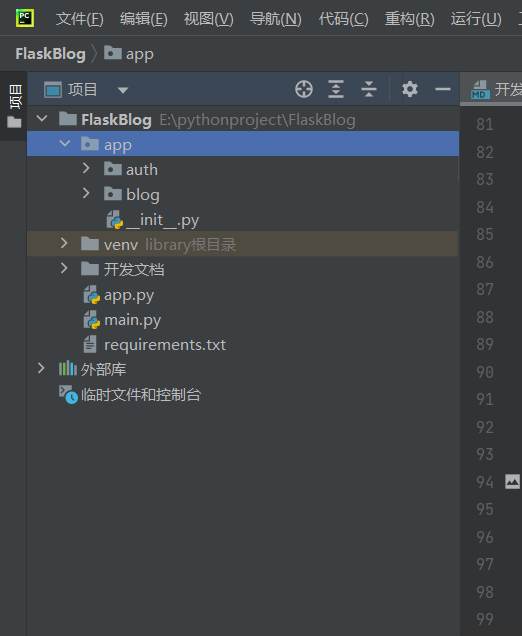 PC 文件(F) 编辑(E) 视图(V) 导航(N) 代码(C) 重构(R) 运行(U)
FlaskBlog app
项目
项目
MD 开发
FlaskBlog E:\pythonproject\FlaskBlog
app
auth
blog
__init__.py
venv library根目录
开发文档
app.py
main.py
requirements.txt
外部库
临时文件和控制台
81
82
83
84
85
86
87
88
89
90
91
92
93
94
95
96
97
98
99